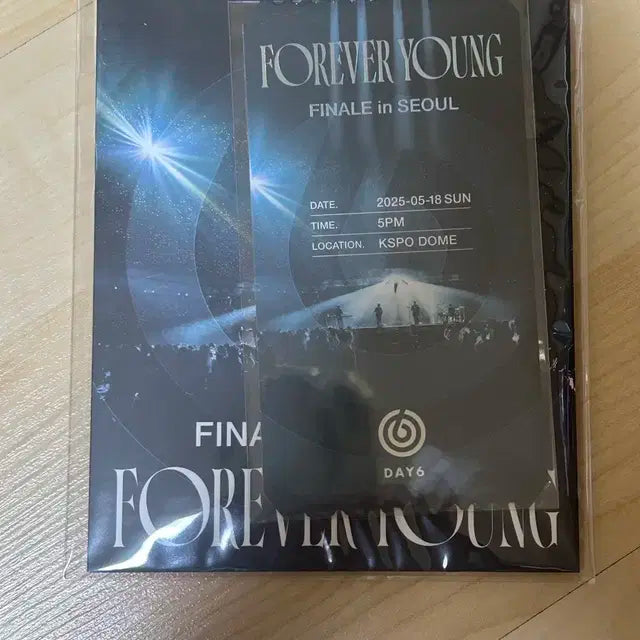 FOREVER YOUNG
FINALE in SEOUL
DATE. 2025-05-18 SUN
TIME. 5PM
LOCATION. KSPO DOME
DAY6
FINA
FOREVER YOUNG